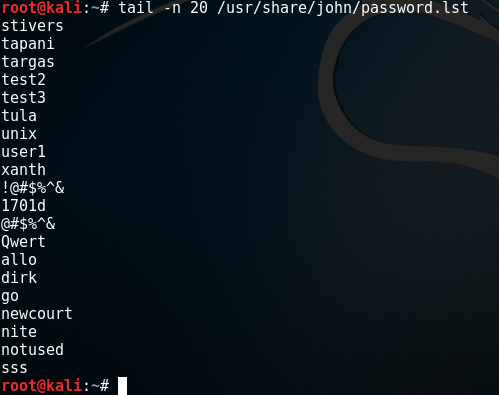 root@kali:~# tail -n 20 /usr/share/john/password.lst
stivers
tapani
targas
test2
test3
tula
unix
user1
xanth
!@#$%^&
1701d
@#$%^&
Qwert
allo
dirk
go
newcourt
nite
notused
sss
root@kali:~#